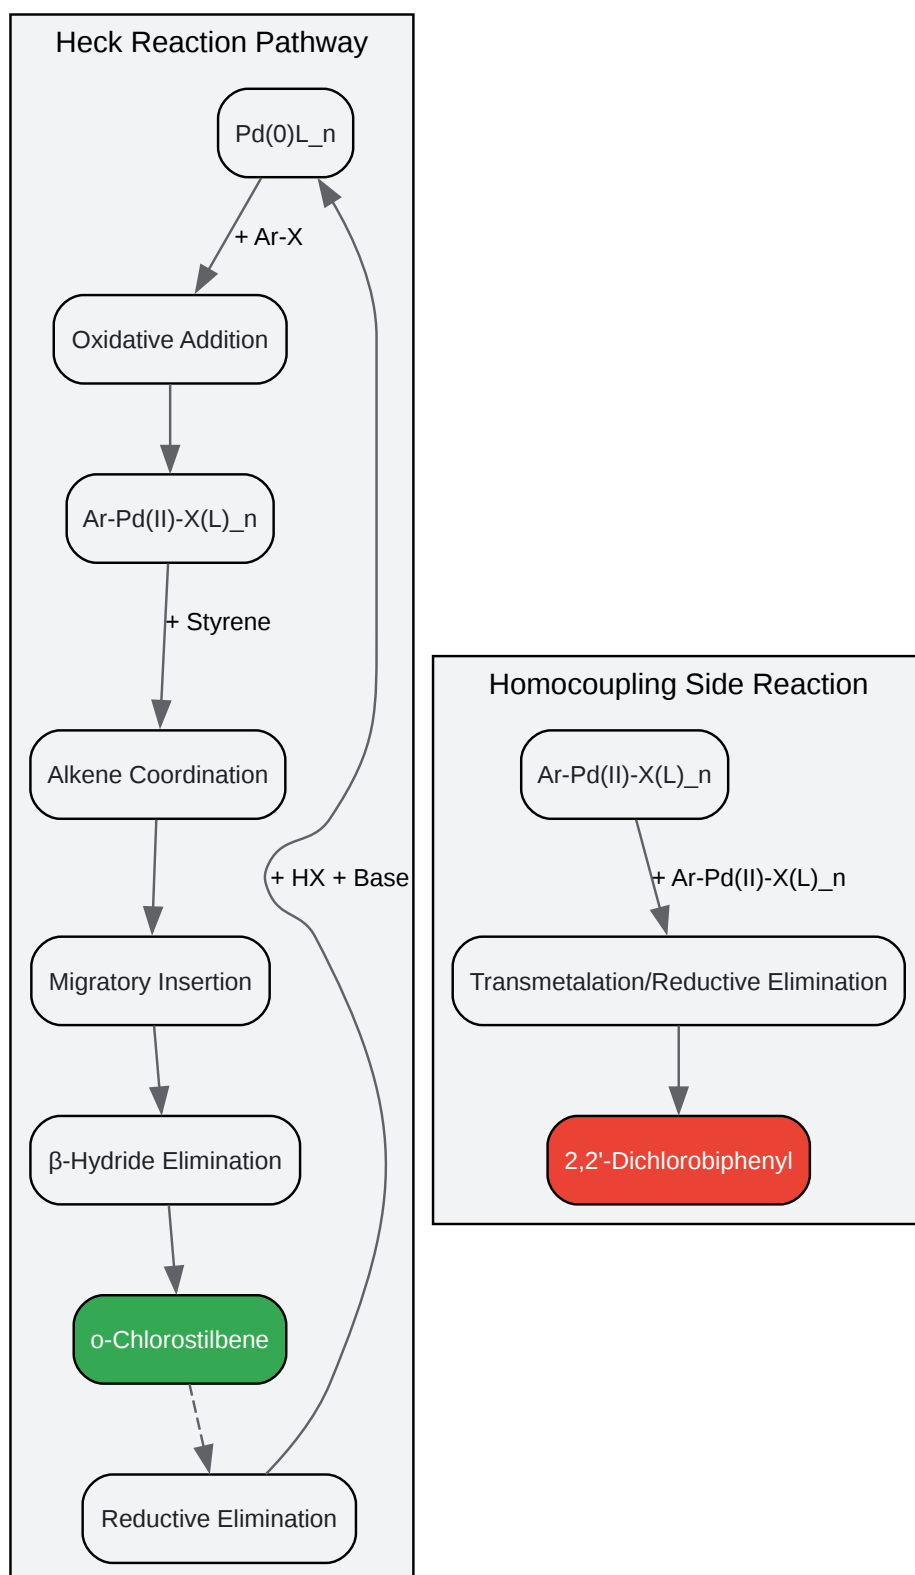 Heck Reaction Pathway
Pd(0)L_n
+ Ar-X
Oxidative Addition
Ar-Pd(II)-X(L)_n
+ Styrene
Alkene Coordination
+ HX + Base
Migratory Insertion
β-Hydride Elimination
o-Chlorostilbene
Reductive Elimination
Homocoupling Side Reaction
Ar-Pd(II)-X(L)_n
+ Ar-Pd(II)-X(L)_n
Transmetalation/Reductive Elimination
2,2'-Dichlorobiphenyl